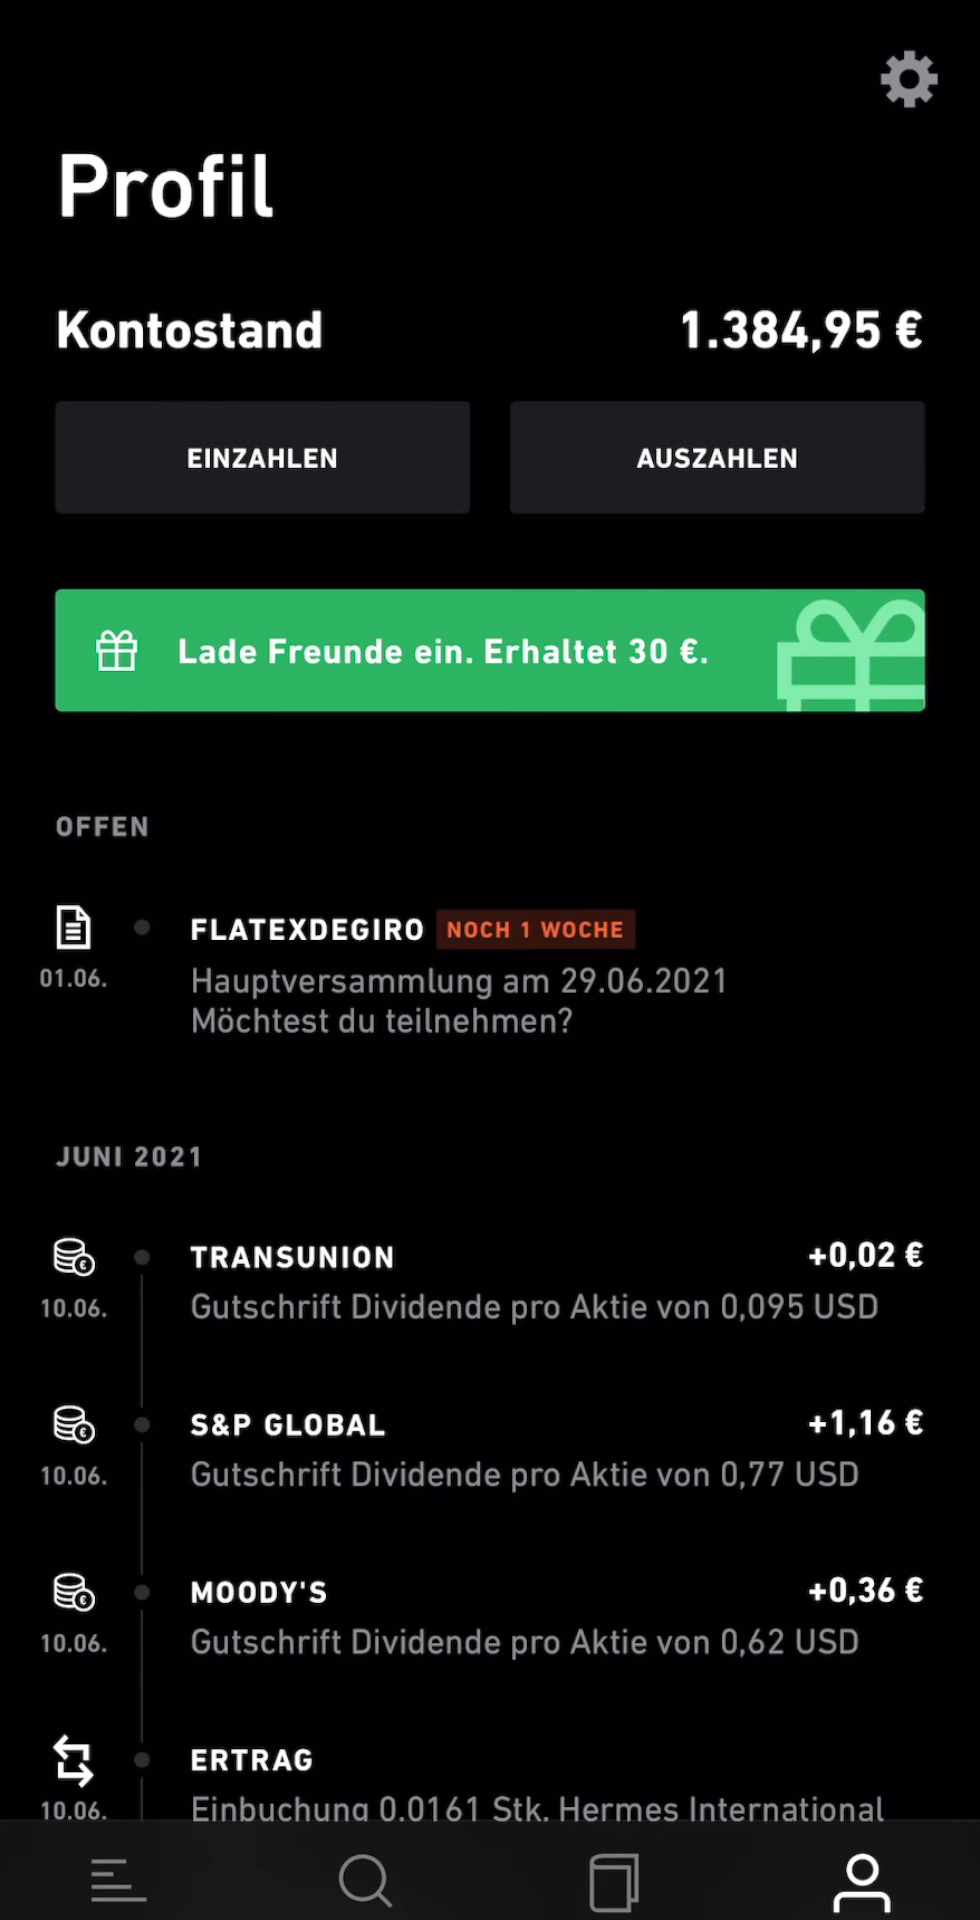 Profil
Kontostand 1.384,95 €
EINZAHLEN AUSZAHLEN
Lade Freunde ein. Erhaltet 30 €.
OFFEN
FLATEXDEGIRO NOCH 1 WOCHE
01.06. Hauptversammlung am 29.06.2021
Möchtest du teilnehmen?
JUNI 2021
TRANSUNION +0,02 €
10.06. Gutschrift Dividende pro Aktie von 0,095 USD
S&P GLOBAL +1,16 €
10.06. Gutschrift Dividende pro Aktie von 0,77 USD
MOODY'S +0,36 €
10.06. Gutschrift Dividende pro Aktie von 0,62 USD
ERTRAG
10.06. Einbuchung 0.0161 Stk. Hermes International